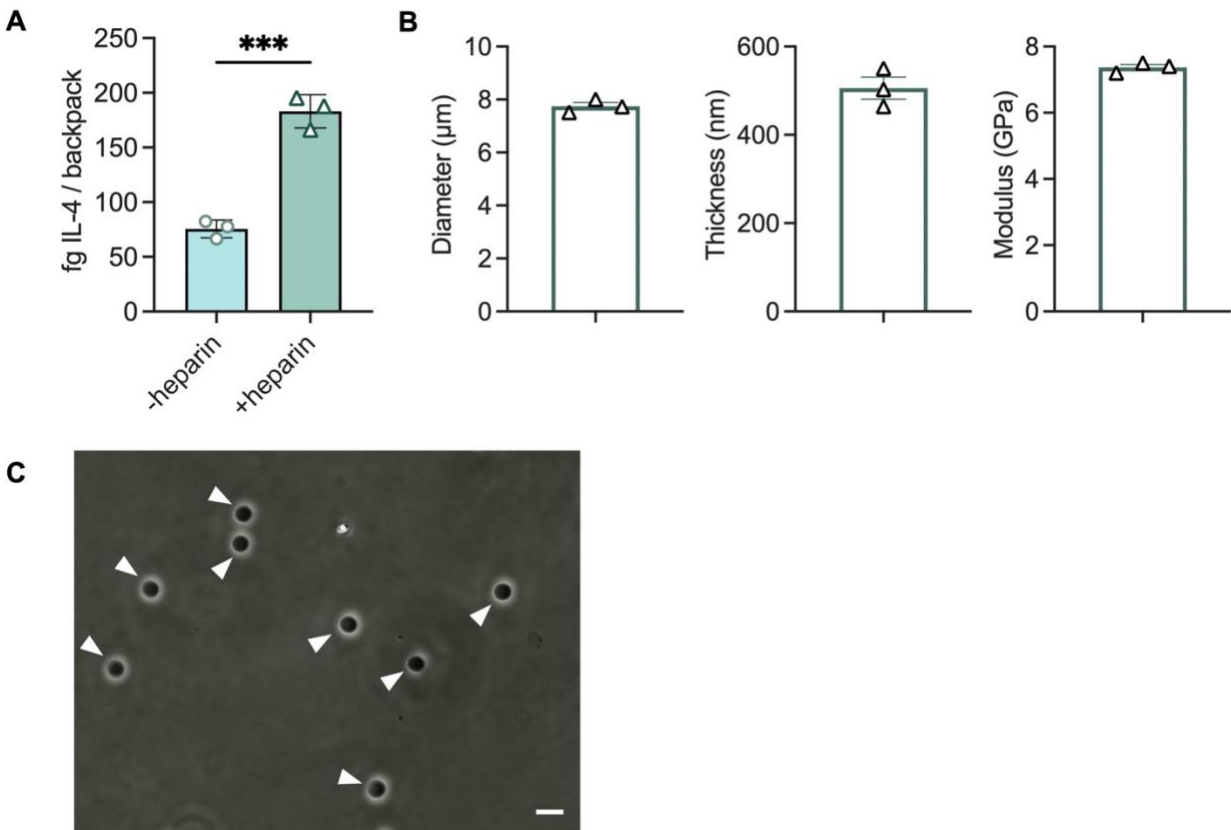 A
fg IL-4 / backpack
250
200
150
100
50
0
***
-heparin
+heparin
B
Diameter (μm)
10
8
6
4
2
0
Thickness (nm)
600
400
200
0
Modulus (GPa)
8
6
4
2
0
C